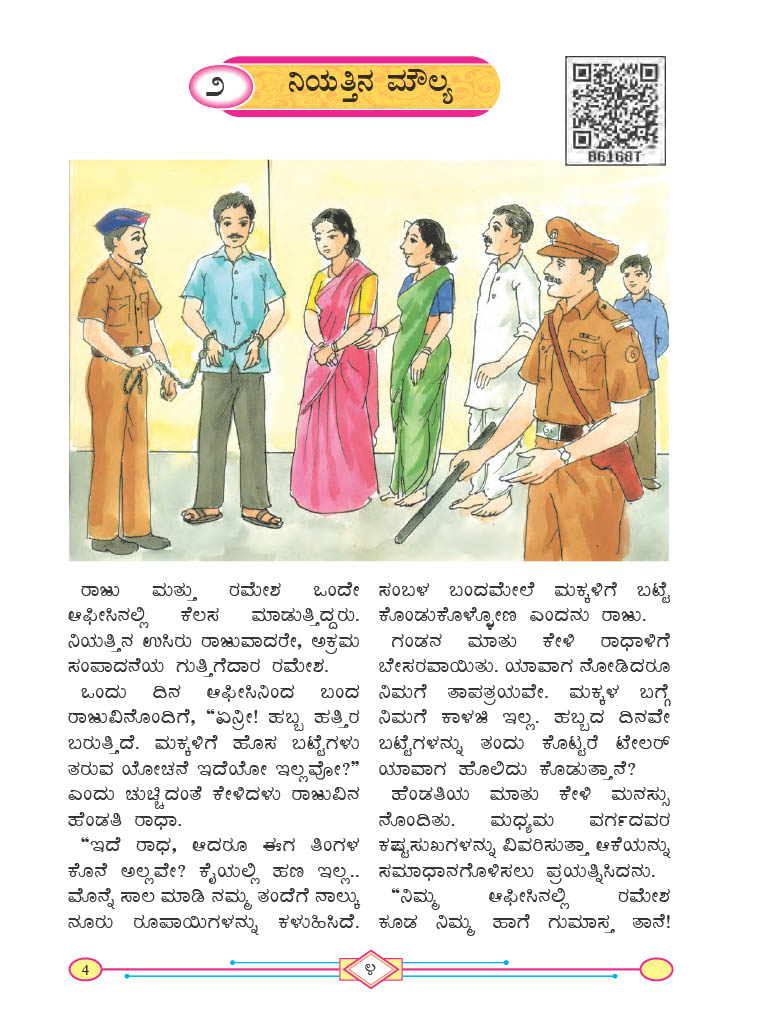 ೨
ನಿಯತ್ತಿನ ಮೌಲ್ಯ
B6168T
ರಾಜು ಮತ್ತು ರಮೇಶ ಒಂದೇ
ಆಫೀಸಿನಲ್ಲಿ ಕೆಲಸ ಮಾಡುತ್ತಿದ್ದರು.
ನಿಯತ್ತಿನ ಉಸಿರು ರಾಜುವಾದರೇ, ಅಕ್ರಮ
ಸಂಪಾದನೆಯ ಗುತ್ತಿಗೆದಾರ ರಮೇಶ.
ಒಂದು ದಿನ ಆಫೀಸಿನಿಂದ ಬಂದ
ರಾಜುವಿನೊಂದಿಗೆ, “ಏನ್ರೀ! ಹಬ್ಬ ಹತ್ತಿರ
ಬರುತ್ತಿದೆ. ಮಕ್ಕಳಿಗೆ ಹೊಸ ಬಟ್ಟೆಗಳು
ತರುವ ಯೋಚನೆ ಇದೆಯೋ ಇಲ್ಲವೋ?”
ಎಂದು ಚುಚ್ಚಿದಂತೆ ಕೇಳಿದಳು ರಾಜುವಿನ
ಹೆಂಡತಿ ರಾಧಾ.
“ಇದೆ ರಾಧ, ಆದರೂ ಈಗ ತಿಂಗಳ
ಕೊನೆ ಅಲ್ಲವೇ? ಕೈಯಲ್ಲಿ ಹಣ ಇಲ್ಲ..
ಮೊನ್ನೆ ಸಾಲ ಮಾಡಿ ನಮ್ಮ ತಂದೆಗೆ ನಾಲ್ಕು
ನೂರು ರೂಪಾಯಿಗಳನ್ನು ಕಳುಹಿಸಿದೆ.
ಸಂಬಳ ಬಂದಮೇಲೆ ಮಕ್ಕಳಿಗೆ ಬಟ್ಟೆ
ಕೊಂಡುಕೊಳ್ಳೋಣ ಎಂದನು ರಾಜು.
ಗಂಡನ ಮಾತು ಕೇಳಿ ರಾಧಾಳಿಗೆ
ಬೇಸರವಾಯಿತು. ಯಾವಾಗ ನೋಡಿದರೂ
ನಿಮಗೆ ತಾಪತ್ರಯವೇ. ಮಕ್ಕಳ ಬಗ್ಗೆ
ನಿಮಗೆ ಕಾಳಜಿ ಇಲ್ಲ. ಹಬ್ಬದ ದಿನವೇ
ಬಟ್ಟೆಗಳನ್ನು ತಂದು ಕೊಟ್ಟರೆ ಟೇಲರ್
ಯಾವಾಗ ಹೊಲಿದು ಕೊಡುತ್ತಾನೆ?
ಹೆಂಡತಿಯ ಮಾತು ಕೇಳಿ ಮನಸ್ಸು
ನೊಂದಿತು. ಮಧ್ಯಮ ವರ್ಗದವರ
ಕಷ್ಟಸುಖಗಳನ್ನು ವಿವರಿಸುತ್ತಾ ಆಕೆಯನ್ನು
ಸಮಾಧಾನಗೊಳಿಸಲು ಪ್ರಯತ್ನಿಸಿದನು.
“ನಿಮ್ಮ ಆಫೀಸಿನಲ್ಲಿ ರಮೇಶ
ಕೂಡ ನಿಮ್ಮ ಹಾಗೆ ಗುಮಾಸ್ತ ತಾನೆ!
4
೪